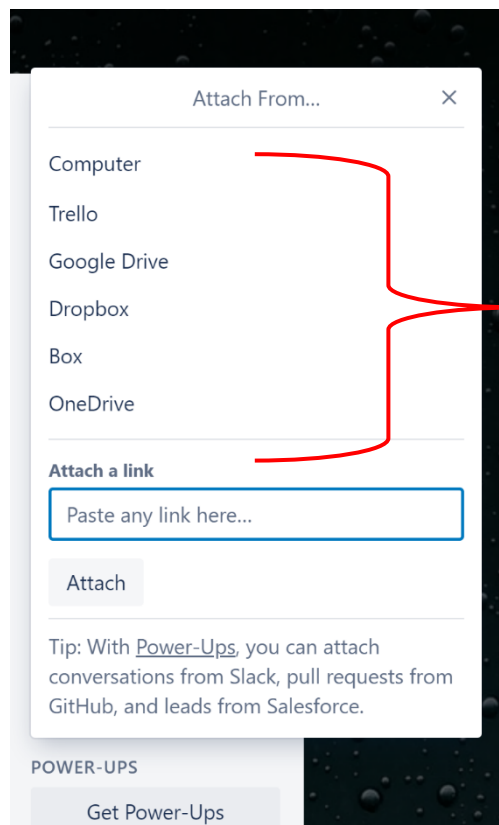 Attach From...
Computer
Trello
Google Drive
Dropbox
Box
OneDrive
Attach a link
Paste any link here...
Attach
Tip: With Power-Ups, you can attach
conversations from Slack, pull requests from
GitHub, and leads from Salesforce.
POWER-UPS
Get Power-Ups